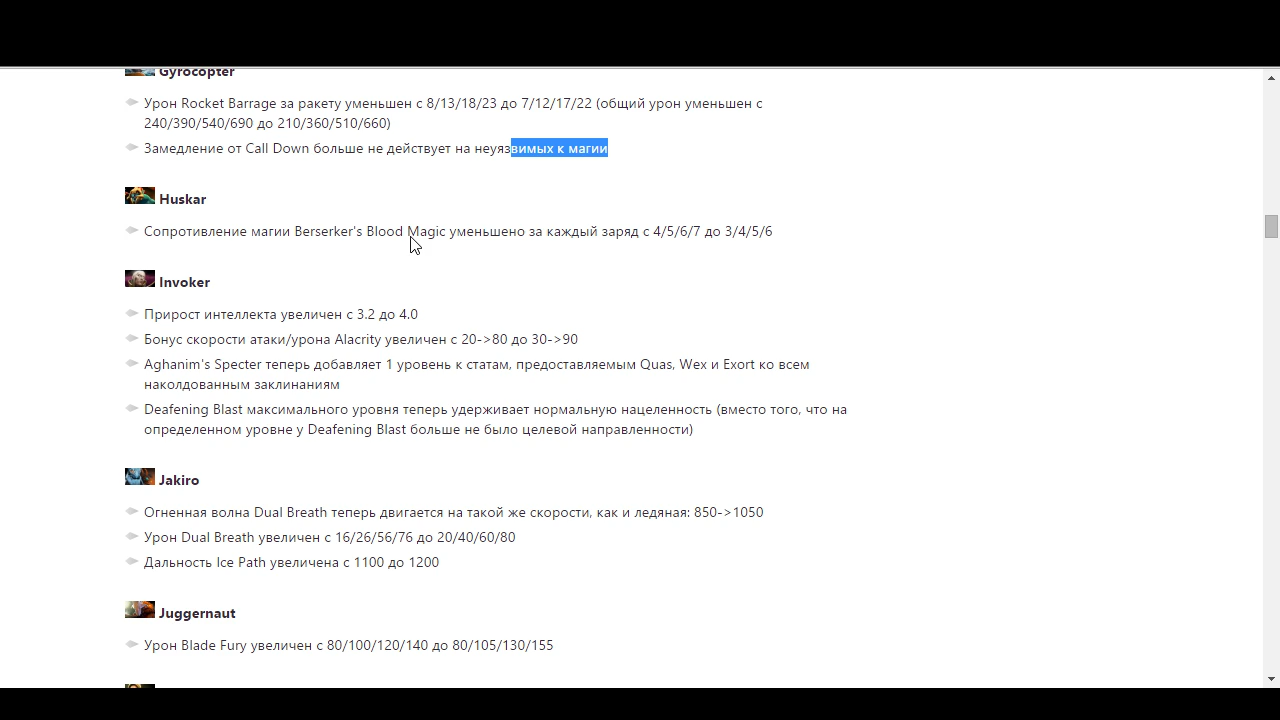 Gyrocopter
Урон Rocket Barrage за ракету уменьшен с 8/13/18/23 до 7/12/17/22 (общий урон уменьшен с
240/390/540/690 до 210/360/510/660)
Замедление от Call Down больше не действует на неуязвимых к магии
Huskar
Сопротивление магии Berserker's Blood Magic уменьшено за каждый заряд с 4/5/6/7 до 3/4/5/6
Invoker
Прирост интеллекта увеличен с 3.2 до 4.0
Бонус скорости атаки/урона Alacrity увеличен с 20->80 до 30->90
Aghanim's Specter теперь добавляет 1 уровень к статам, предоставляемым Quas, Wex и Exort ко всем
наколдованным заклинаниям
Deafening Blast максимального уровня теперь удерживает нормальную нацеленность (вместо того, что на
определенном уровне у Deafening Blast больше не было целевой направленности)
Jakiro
Огненная волна Dual Breath теперь двигается на такой же скорости, как и ледяная: 850->1050
Урон Dual Breath увеличен с 16/26/56/76 до 20/40/60/80
Дальность Ice Path увеличена с 1100 до 1200
Juggernaut
Урон Blade Fury увеличен с 80/100/120/140 до 80/105/130/155